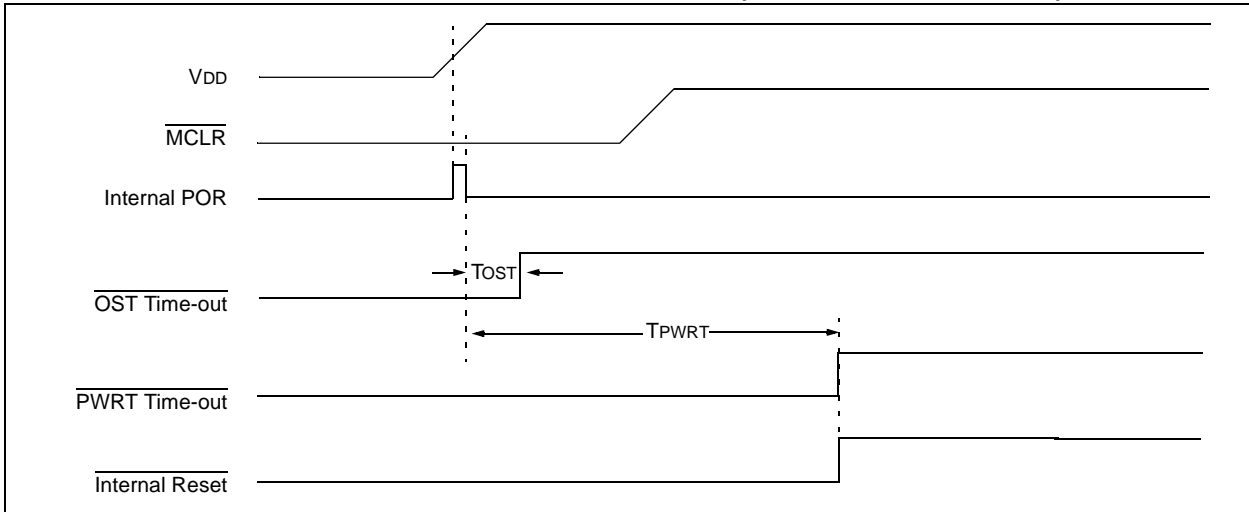 VDD
MCLR
Internal POR
TOST
OST Time-out
TPWRT
PWRT Time-out
Internal Reset